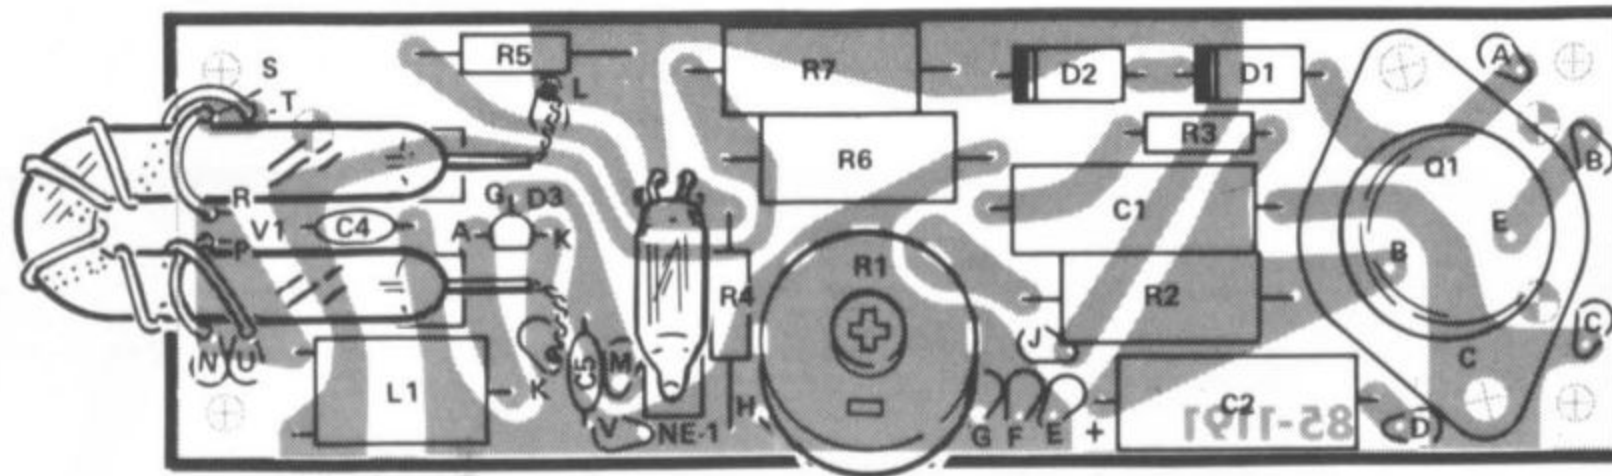 R5
R7
D2
D1
A
S
T
L
R3
R6
Q1
B
R
G
D3
C1
V1
C4
A
K
E
P
B
R1
R4
R2
J
C
N
U
C5
M
C
L1
K
H
C2
85-1191
D
V
NE-1
G
F
E
+